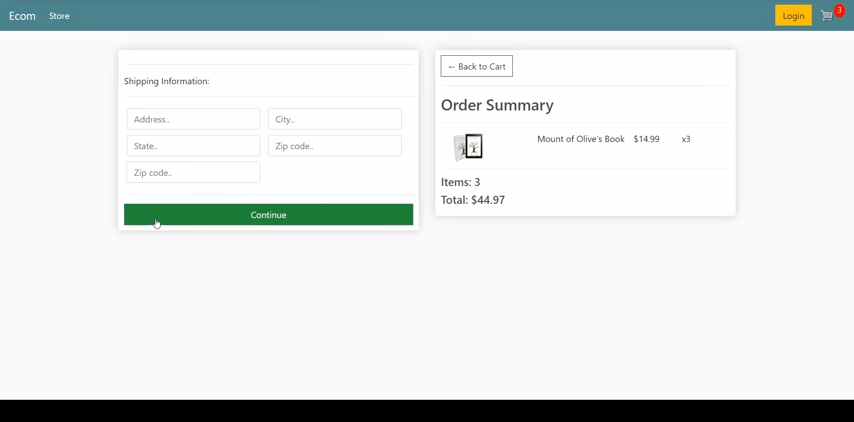 Ecom Store Login 3
Shipping Information:
Address.. City..
State.. Zip code..
Zip code..
Continue
← Back to Cart
Order Summary
Mount of Olive's Book $14.99 x3
Items: 3
Total: $44.97